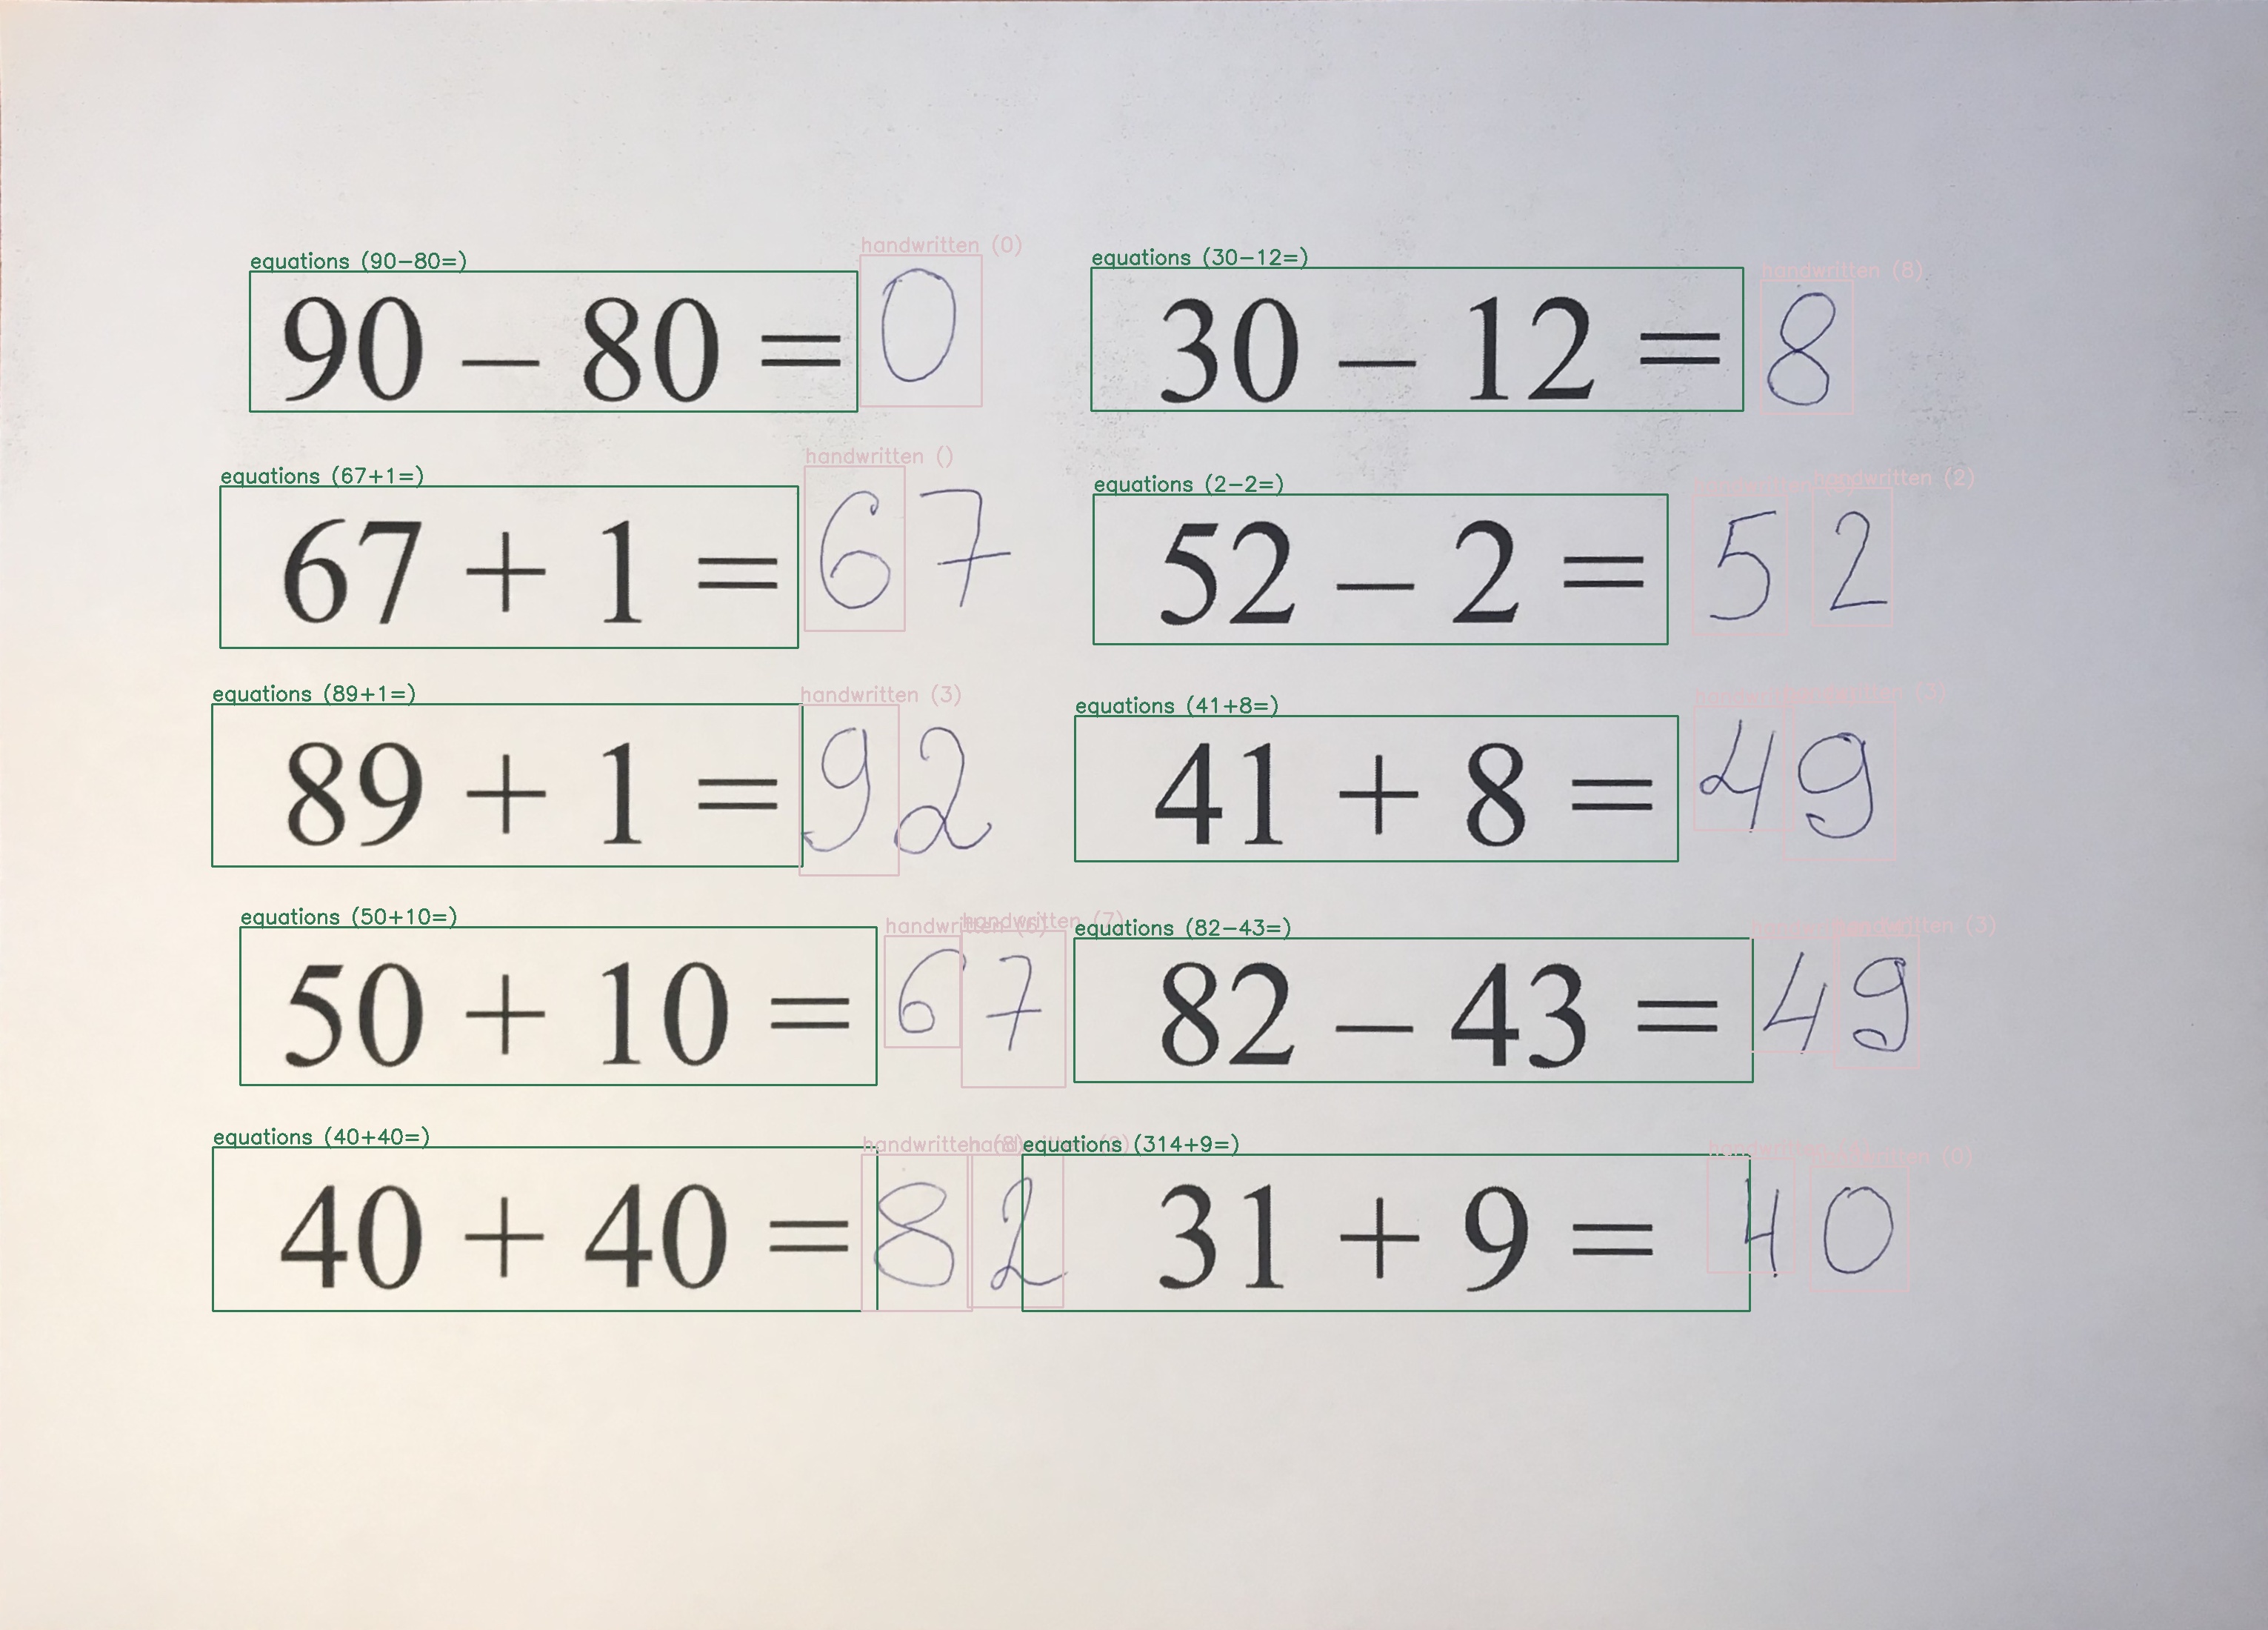 handwritten (0)
equations (90-80=) equations (30-12=) handwritten (8)
90 – 80 = 0 30 – 12 = 8
handwritten ()
equations (67+1=) equations (2-2=) handwritten (2)
67 + 1 = 67 52 – 2 = 52
equations (89+1=) handwritten (3) equations (41+8=) handwritten (3)
89 + 1 = 92 41 + 8 = 49
equations (50+10=) handwritten (6) handwritten (7) equations (82-43=) handwritten (3)
50 + 10 = 67 82 – 43 = 49
equations (40+40=) handwritten (8) equations (314+9=) handwritten (0)
40 + 40 = 82 31 + 9 = 40